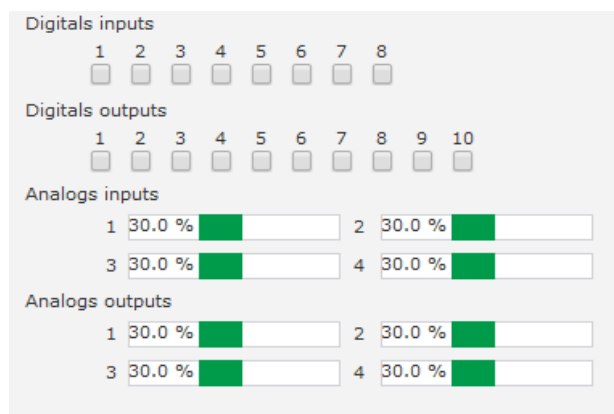 Digitals inputs
1 2 3 4 5 6 7 8
Digitals outputs
1 2 3 4 5 6 7 8 9 10
Analogs inputs
1 30.0 % 2 30.0 %
3 30.0 % 4 30.0 %
Analogs outputs
1 30.0 % 2 30.0 %
3 30.0 % 4 30.0 %